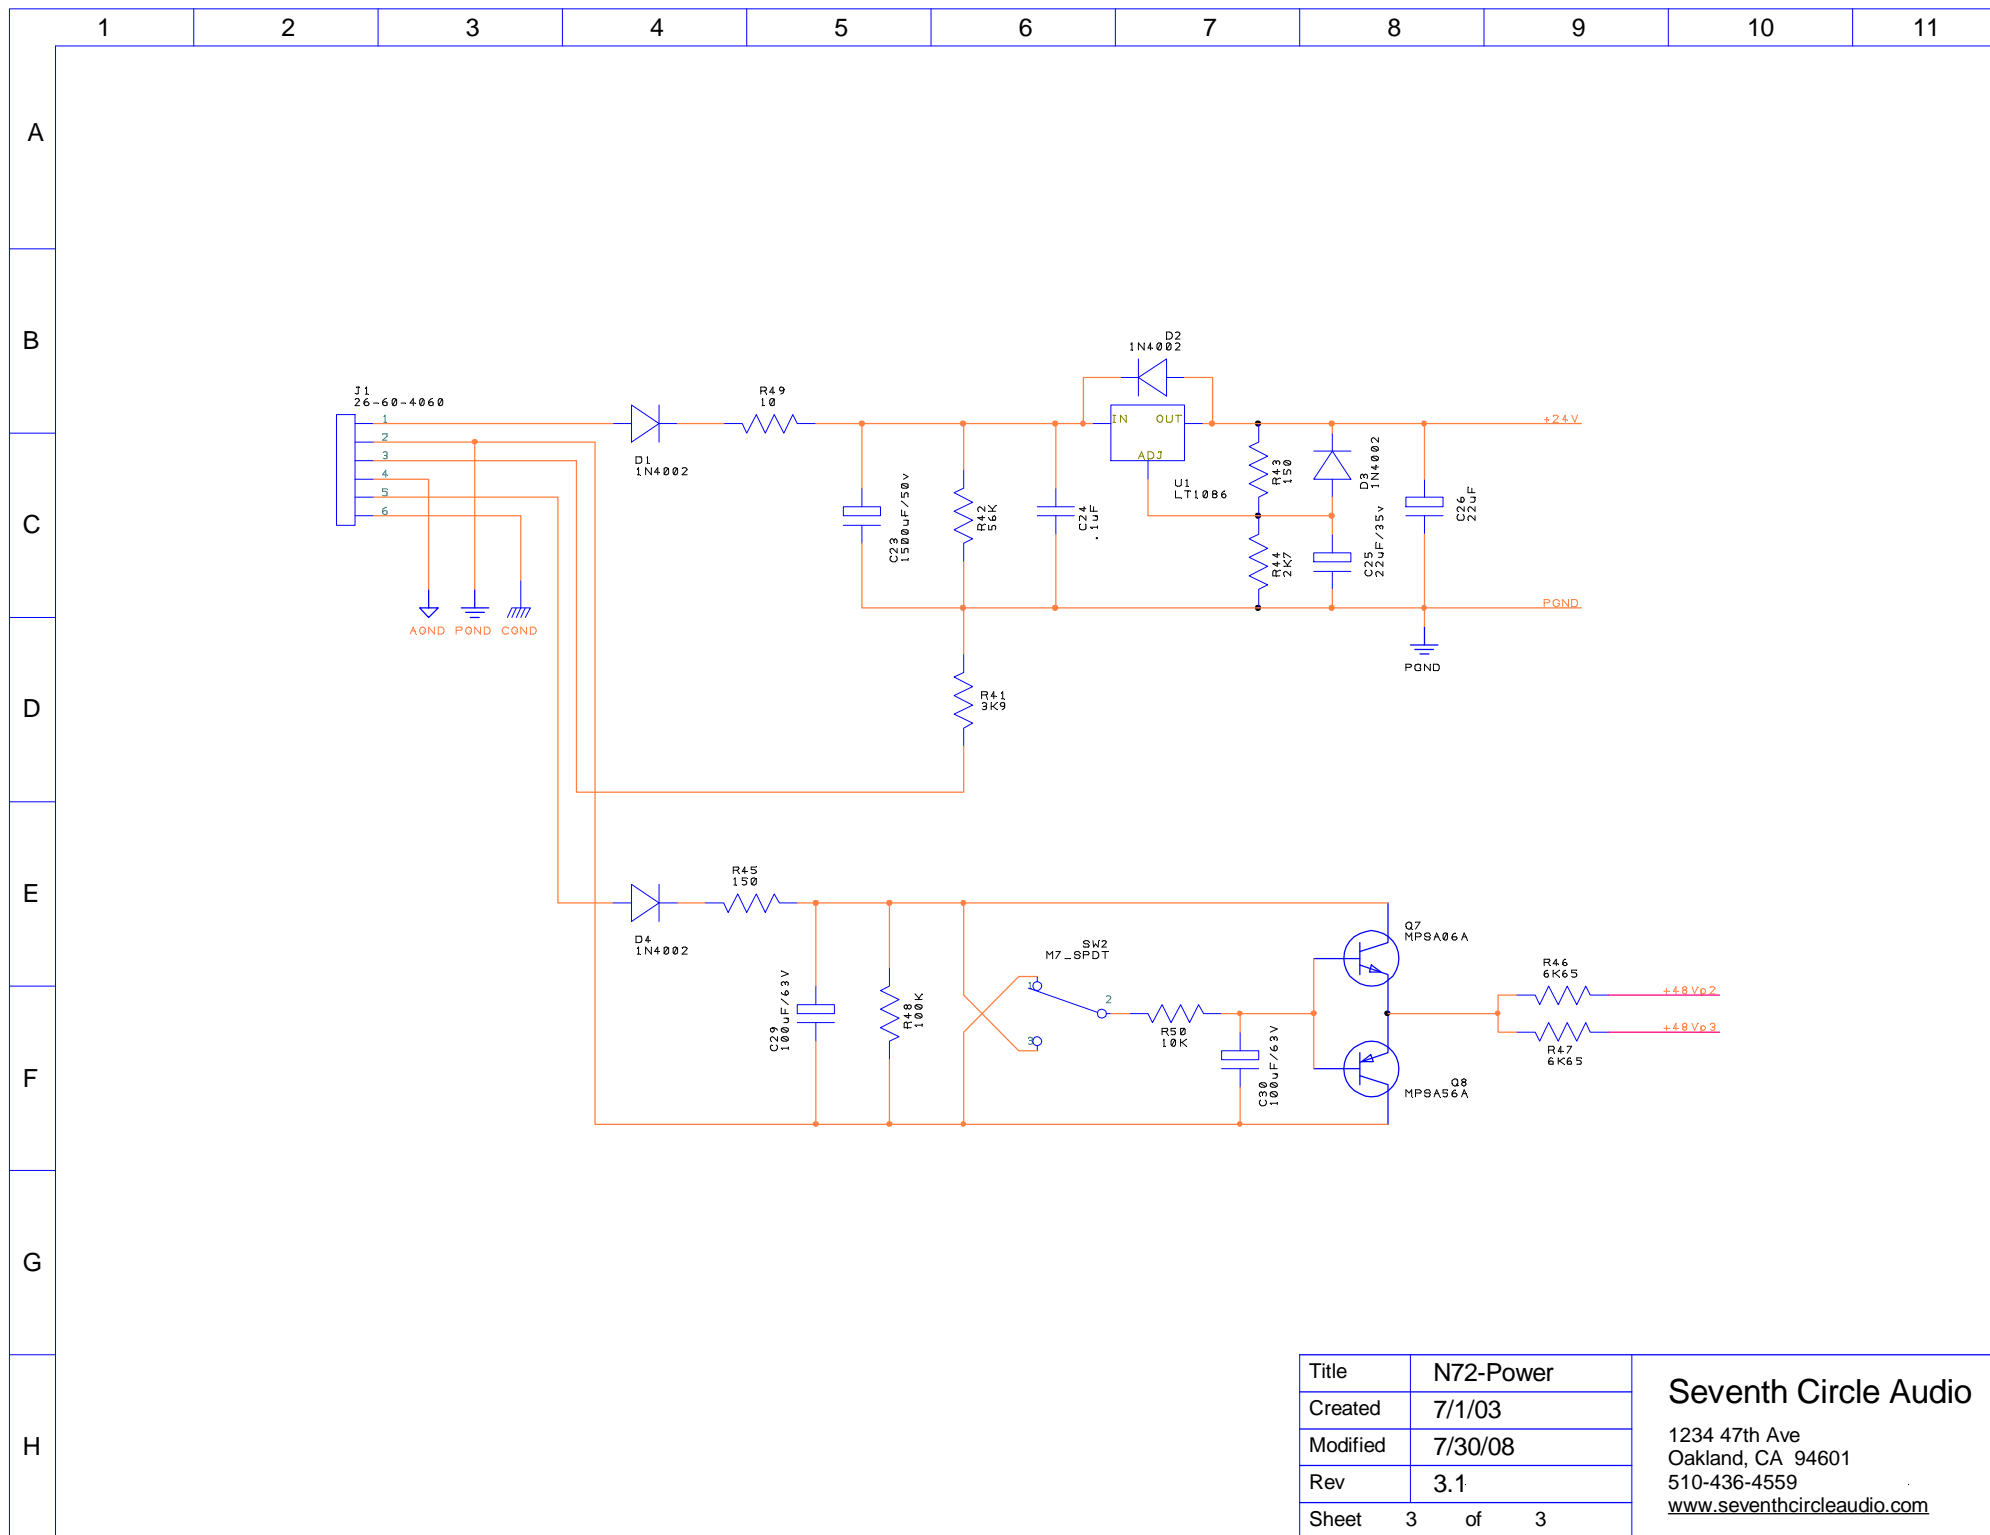 1 2 3 4 5 6 7 8 9 10 11
A
B
C
D
E
F
G
H
D2
1N4002
J1
26-60-4060
1
2
3
4
5
6
R49
10
D1
1N4002
IN OUT
ADJ
U1
LT1086
+24V
R43
150
D3
1N4002
C26
22uF
C23
1500uF/50v
R42
56K
C24
.1uF
R44
2K7
C25
22uF/35v
PGND
AGND PGND CGND
PGND
R41
3K9
R45
150
D4
1N4002
SW2
M7_SPDT
1
2
3
Q7
MPSA06A
R46
6K65
+48Vp2
+48Vp3
R47
6K65
C29
100uF/63V
R48
100K
R50
10K
C30
100uF/63V
Q8
MPSA56A
Title N72-Power
Created 7/1/03
Modified 7/30/08
Rev 3.1
Sheet 3 of 3
Seventh Circle Audio
1234 47th Ave
Oakland, CA 94601
510-436-4559
www.seventhcircleaudio.com